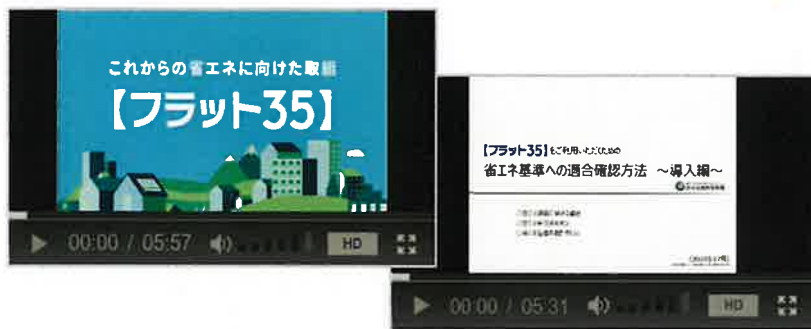 これからの省エネに向けた取組
【フラット35】
00:00 / 05:57
HD
【フラット35】をご利用いただくための
省エネ基準への適合確認方法 ～導入編～
00:00 / 05:31
HD